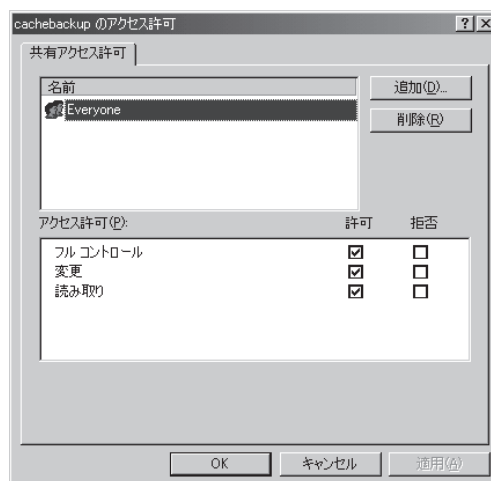 cachebackup のアクセス許可
共有アクセス許可
名前
Everyone
追加(D)...
削除(R)
アクセス許可(P):
許可
拒否
フル コントロール
変更
読み取り
OK
キャンセル
適用(A)